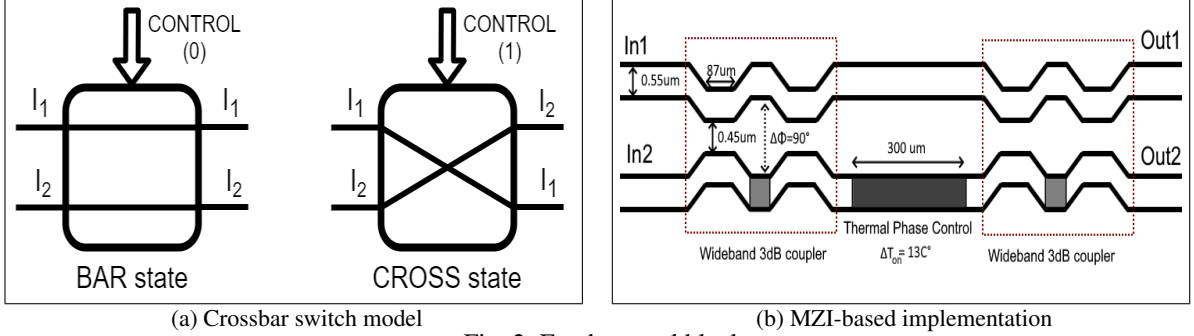 CONTROL
(0)
CONTROL
(1)
I1
I1
I1
I2
I2
I2
I2
I1
BAR state
CROSS state
(a) Crossbar switch model
In1
Out1
87um
0.55um
0.45um
ΔΦ=90°
In2
300 um
Out2
Thermal Phase Control
Wideband 3dB coupler
ΔTon= 13C°
Wideband 3dB coupler
(b) MZI-based implementation